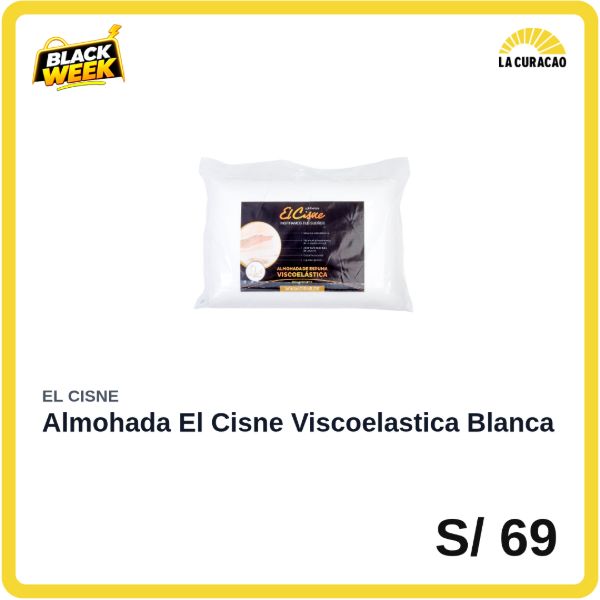 BLACK
WEEK
LA CURACAO
El Cisne
ALMOHADA DE ESPUMA
VISCOELÁSTICA
EL CISNE
Almohada El Cisne Viscoelastica Blanca
S/ 69